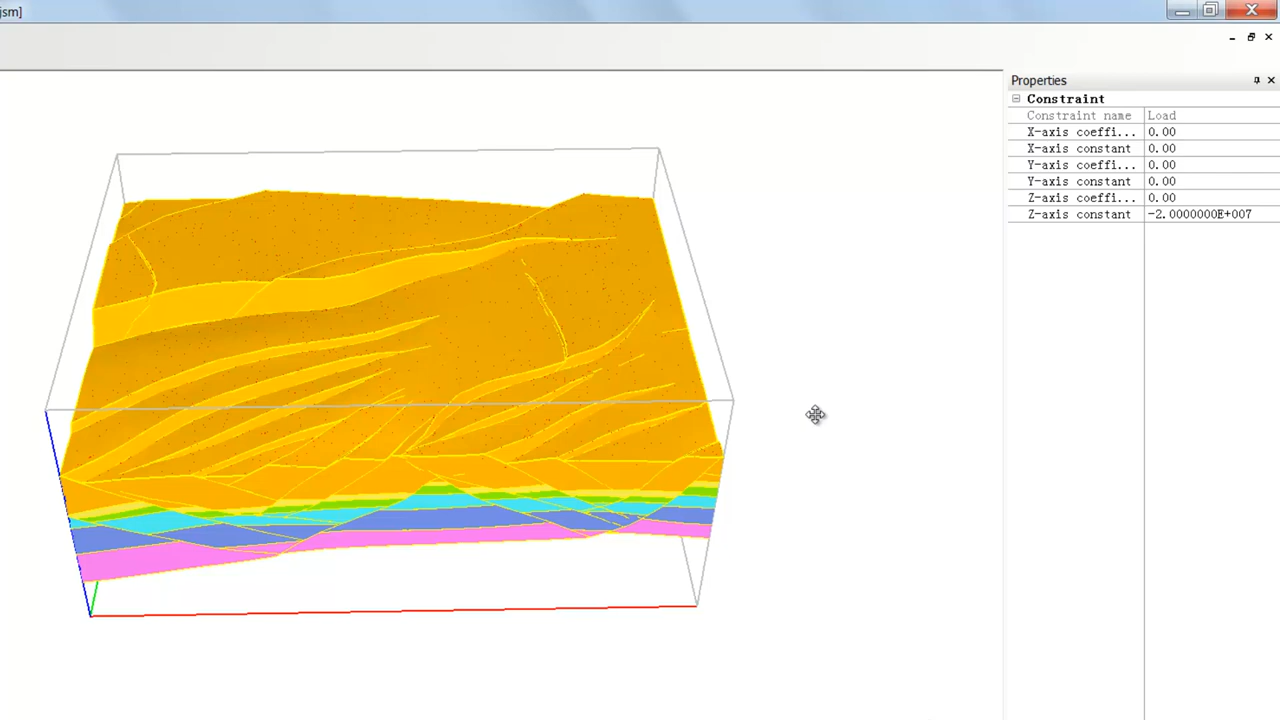 jsm]
Properties
Constraint
Constraint name Load
X-axis coeffi... 0.00
X-axis constant 0.00
Y-axis coeffi... 0.00
Y-axis constant 0.00
Z-axis coeffi... 0.00
Z-axis constant -2.0000000E+007